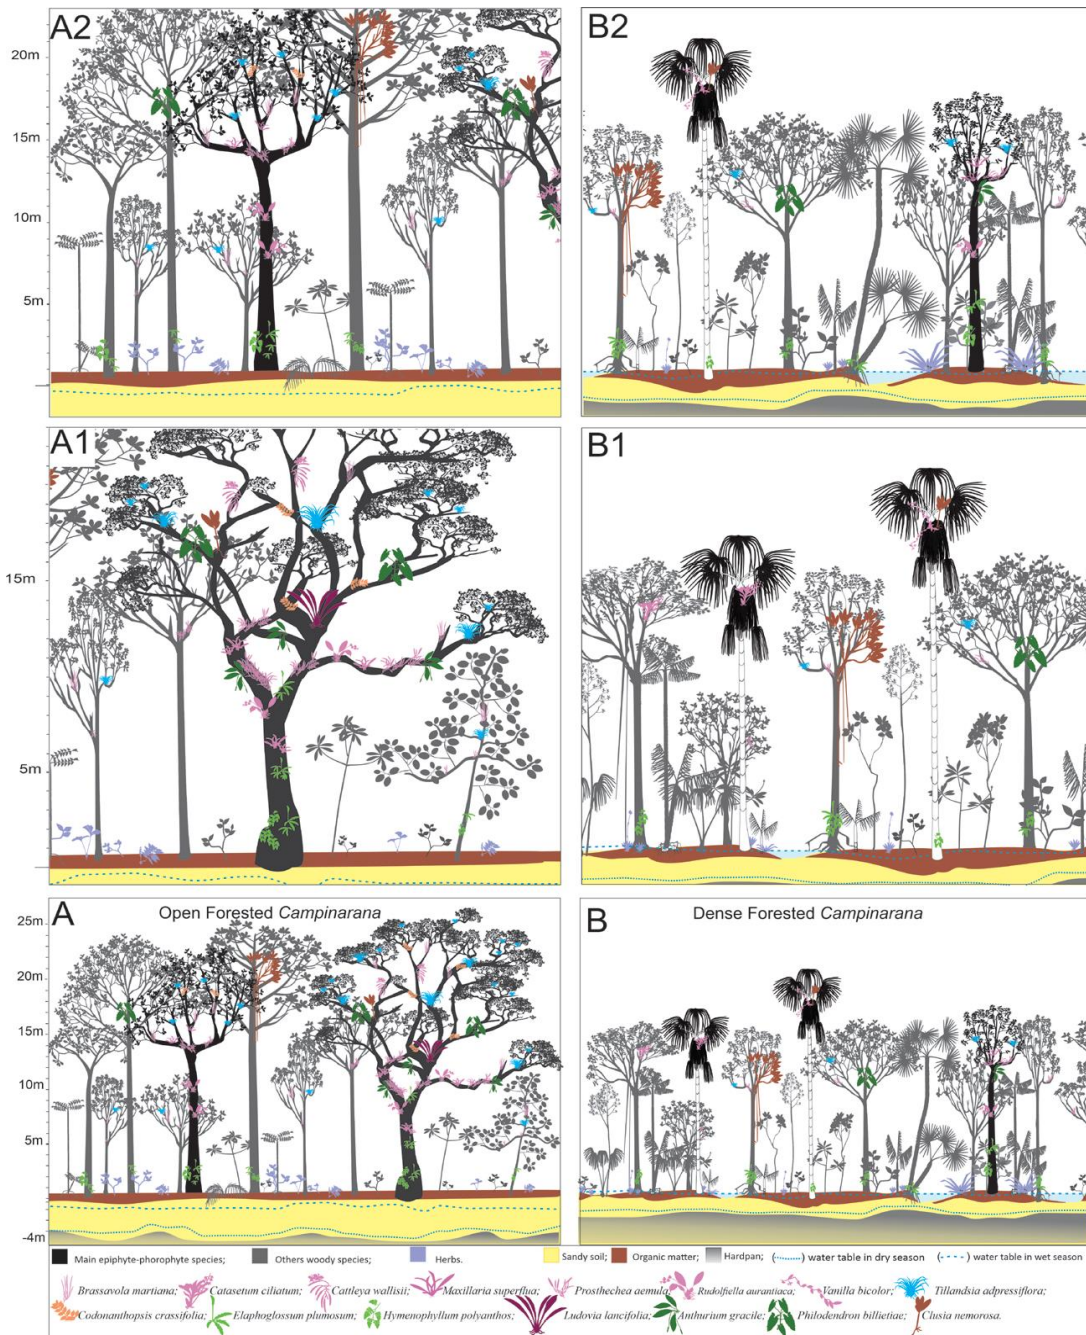 A2
20m
15m
10m
5m
B2
A1
15m
5m
B1
A
Open Forested Campinarana
25m
20m
15m
10m
5m
-4m
B
Dense Forested Campinarana
Main epiphyte-phorophyte species; Others woody species; Herbs. Sandy soil; Organic matter; Hardpan; ( ) water table in dry season ( ) water table in wet season
Brassavola martiana; Catasetum ciliatum; Cattleya wallisii; Maxillaria superflua; Prosthechea aemula; Rudolfiella aurantiaca; Vanilla bicolor; Tillandsia adpressiflora;
Codonanthopsis crassifolia; Elaphoglossum plumosum; Hymenophyllum polyanthos; Ludovia lancifolia; Anthurium gracile; Philodendron billietiae; Clusia nemorosa.